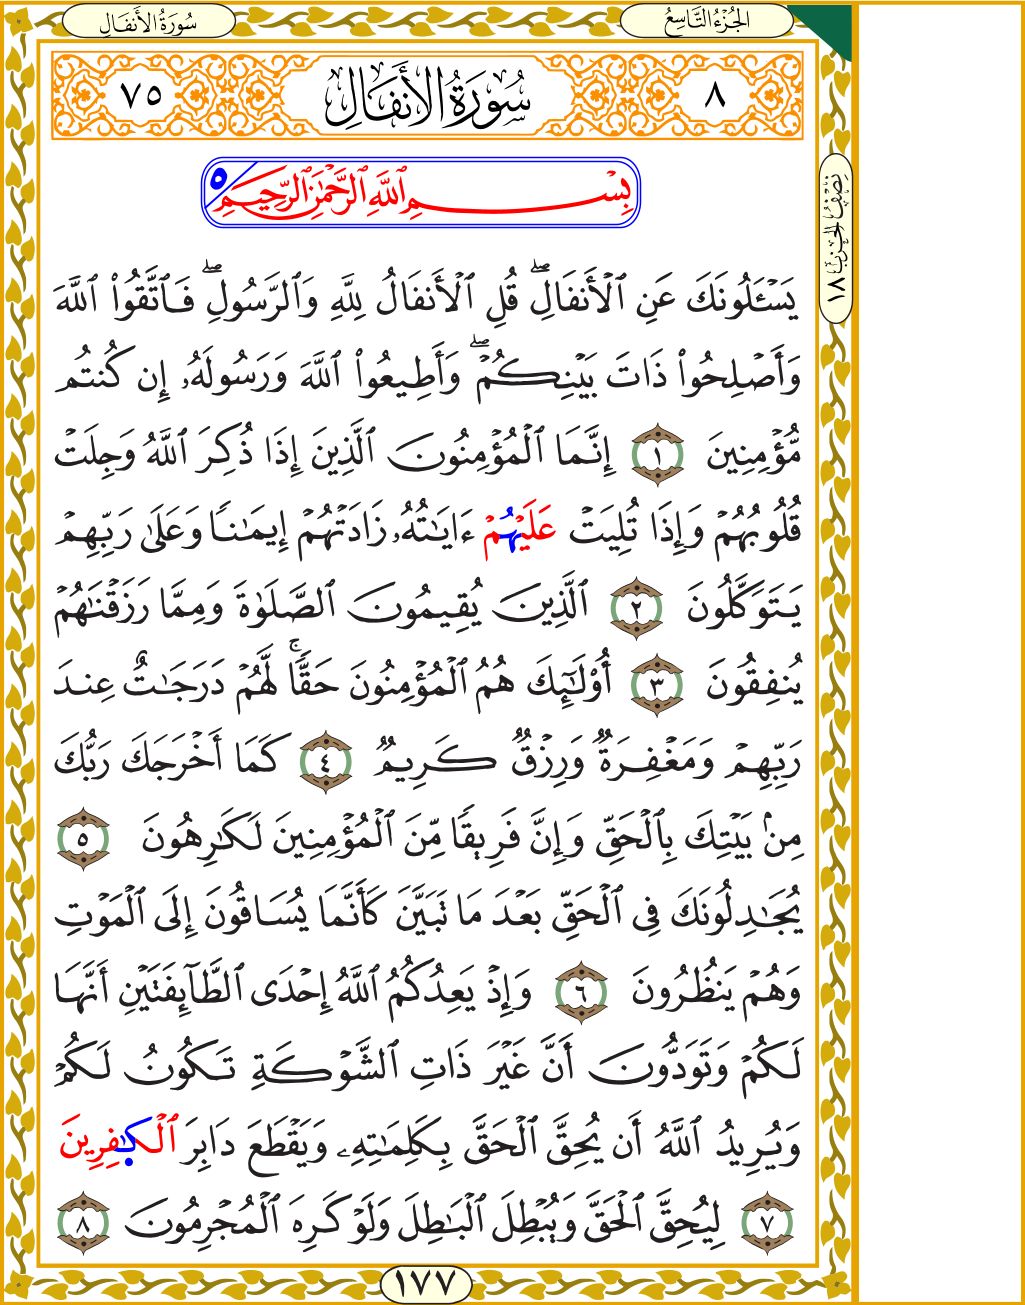 الجُزْءُ التَّاسِعُ
سُورَةُ الأَنفَالِ
٨
سُورَةُ الأَنفَالِ
٧٥
بِسْمِ ٱللَّهِ ٱلرَّحْمَٰنِ ٱلرَّحِيمِ ٥
نِصْفُ الحِزْبِ ١٨
يَسْـَٔلُونَكَ عَنِ ٱلْأَنفَالِۖ قُلِ ٱلْأَنفَالُ لِلَّهِ وَٱلرَّسُولِۖ فَٱتَّقُوا۟ ٱللَّهَ
وَأَصْلِحُوا۟ ذَاتَ بَيْنِكُمْۖ وَأَطِيعُوا۟ ٱللَّهَ وَرَسُولَهُۥ إِن كُنتُم
مُّؤْمِنِينَ ١ إِنَّمَا ٱلْمُؤْمِنُونَ ٱلَّذِينَ إِذَا ذُكِرَ ٱللَّهُ وَجِلَتْ
قُلُوبُهُمْ وَإِذَا تُلِيَتْ عَلَيْهُمْ ءَايَٰتُهُۥ زَادَتْهُمْ إِيمَٰنًا وَعَلَىٰ رَبِّهِمْ
يَتَوَكَّلُونَ ٢ ٱلَّذِينَ يُقِيمُونَ ٱلصَّلَوٰةَ وَمِمَّا رَزَقْنَٰهُمْ
يُنفِقُونَ ٣ أُو۟لَٰٓئِكَ هُمُ ٱلْمُؤْمِنُونَ حَقًّاۚ لَّهُمْ دَرَجَٰتٌ عِندَ
رَبِّهِمْ وَمَغْفِرَةٌ وَرِزْقٌ كَرِيمٌ ٤ كَمَا أَخْرَجَكَ رَبُّكَ
مِنۢ بَيْتِكَ بِٱلْحَقِّ وَإِنَّ فَرِيقًا مِّنَ ٱلْمُؤْمِنِينَ لَكَٰرِهُونَ ٥
يُجَٰدِلُونَكَ فِى ٱلْحَقِّ بَعْدَ مَا تَبَيَّنَ كَأَنَّمَا يُسَاقُونَ إِلَى ٱلْمَوْتِ
وَهُمْ يَنظُرُونَ ٦ وَإِذْ يَعِدُكُمُ ٱللَّهُ إِحْدَى ٱلطَّآئِفَتَيْنِ أَنَّهَا
لَكُمْ وَتَوَدُّونَ أَنَّ غَيْرَ ذَاتِ ٱلشَّوْكَةِ تَكُونُ لَكُمْ
وَيُرِيدُ ٱللَّهُ أَن يُحِقَّ ٱلْحَقَّ بِكَلِمَٰتِهِۦ وَيَقْطَعَ دَابِرَ ٱلْكَٰفِرِينَ
٧ لِيُحِقَّ ٱلْحَقَّ وَيُبْطِلَ ٱلْبَٰطِلَ وَلَوْ كَرِهَ ٱلْمُجْرِمُونَ ٨
١٧٧